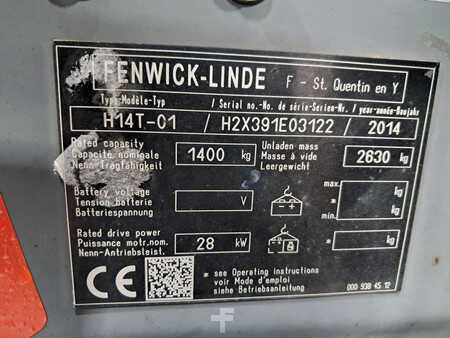 FENWICK-LINDE F - St. Quentin en Y
Type-Modèle-Typ / Serial no.-No. de série-Serien-Nr. / year-année-Baujahr
H14T-01 / H2X391E03122 / 2014
Rated capacity
Capacité nominale 1400 kg
Nenn-Tragfähigkeit
Unladen mass
Masse à vide 2630 kg
Leergewicht
Battery voltage
Tension batterie V
Batteriespannung
max. * kg
min. * kg
Rated drive power
Puissance motr.nom. 28 kW
Nenn-Antriebsleist.
* kg
CE
* see Operating instructions
voir Mode d'emploi
siehe Betriebsanleitung
000 938 45 12